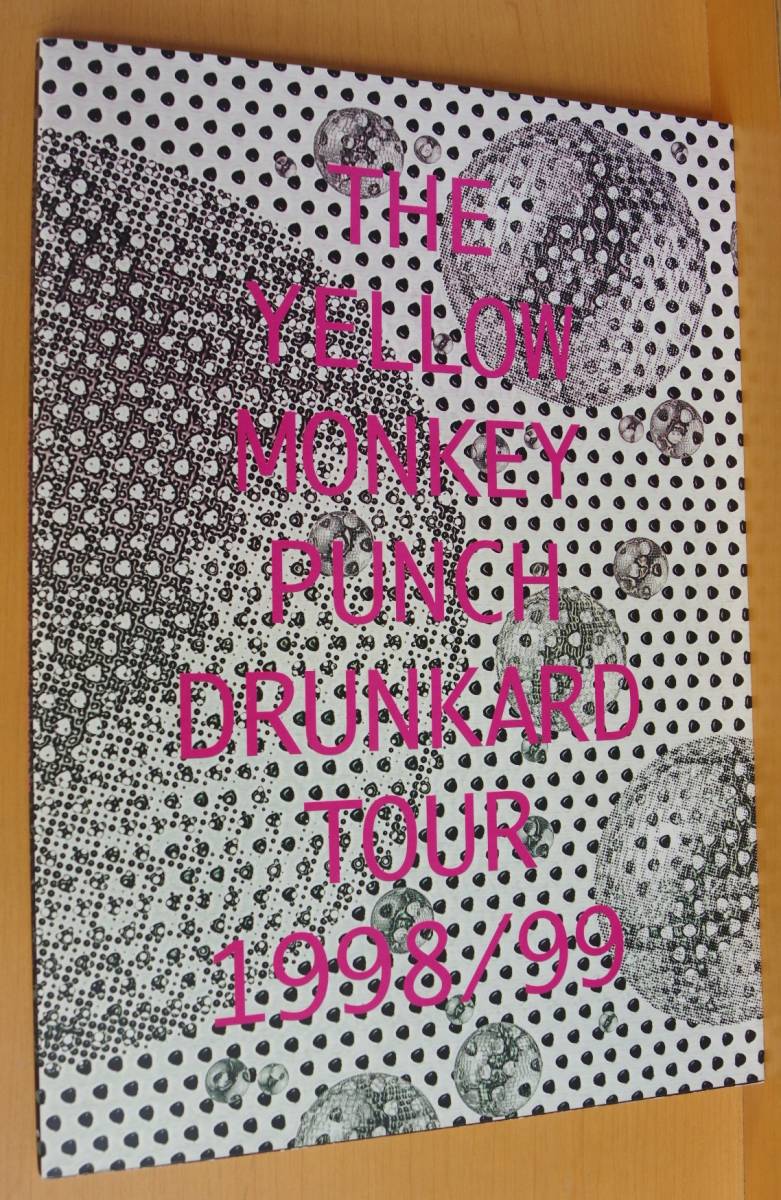 THE
YELLOW
MONKEY
PUNCH
DRUNKARD
TOUR
1998/99